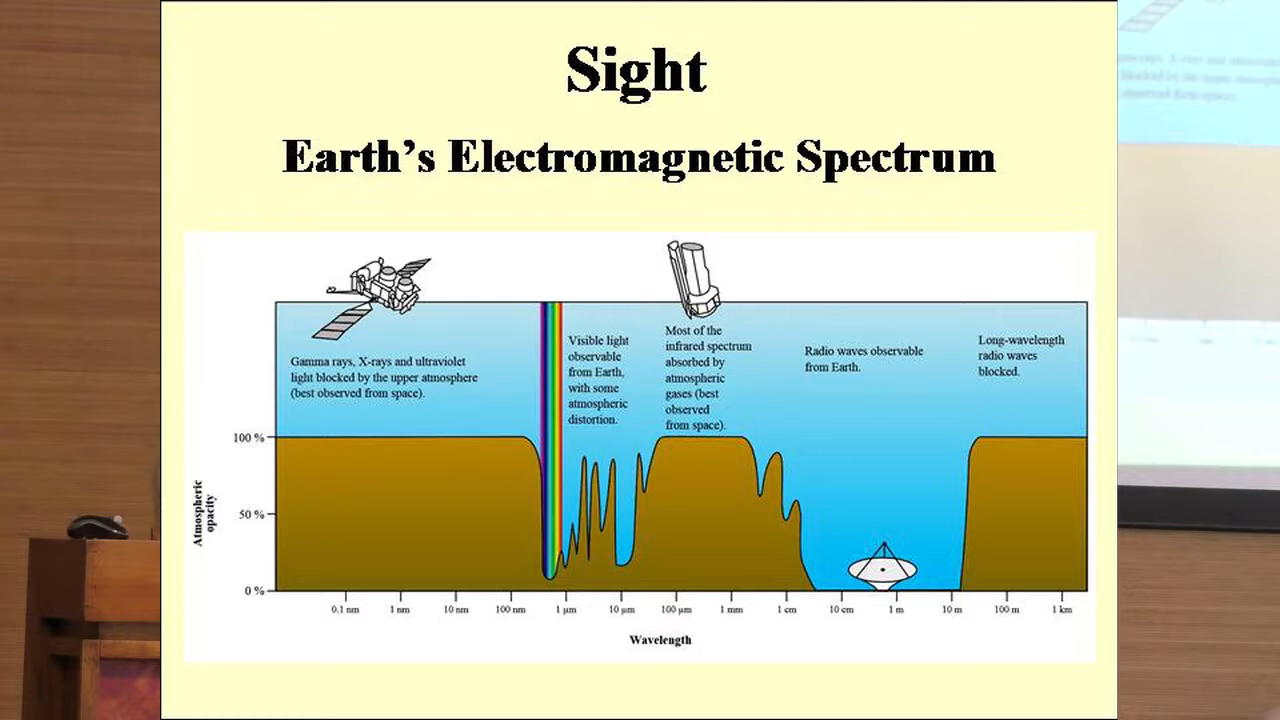 Sight
Earth's Electromagnetic Spectrum
Gamma rays, X-rays and ultraviolet
light blocked by the upper atmosphere
(best observed from space).
Visible light
observable
from Earth,
with some
atmospheric
distortion.
Most of the
infrared spectrum
absorbed by
atmospheric
gases (best
observed
from space).
Radio waves observable
from Earth.
Long-wavelength
radio waves
blocked.
Atmospheric
opacity
100 %
50 %
0 %
0.1 nm 1 nm 10 nm 100 nm 1 μm 10 μm 100 μm 1 mm 1 cm 10 cm 1 m 10 m 100 m 1 km
Wavelength